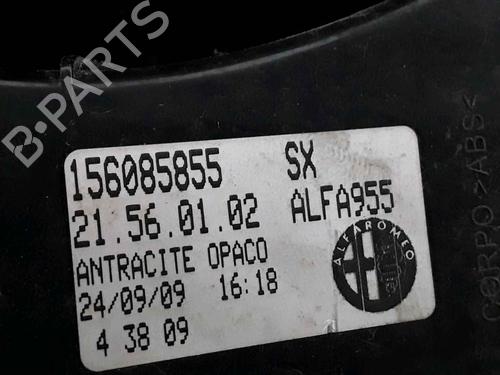 156085855 SX
21.56.01.02 ALFA955
ANTRACITE OPACO
24/09/09 16:18
4 38 09
ALFA ROMEO
CORPO >ABS<
B-PARTS